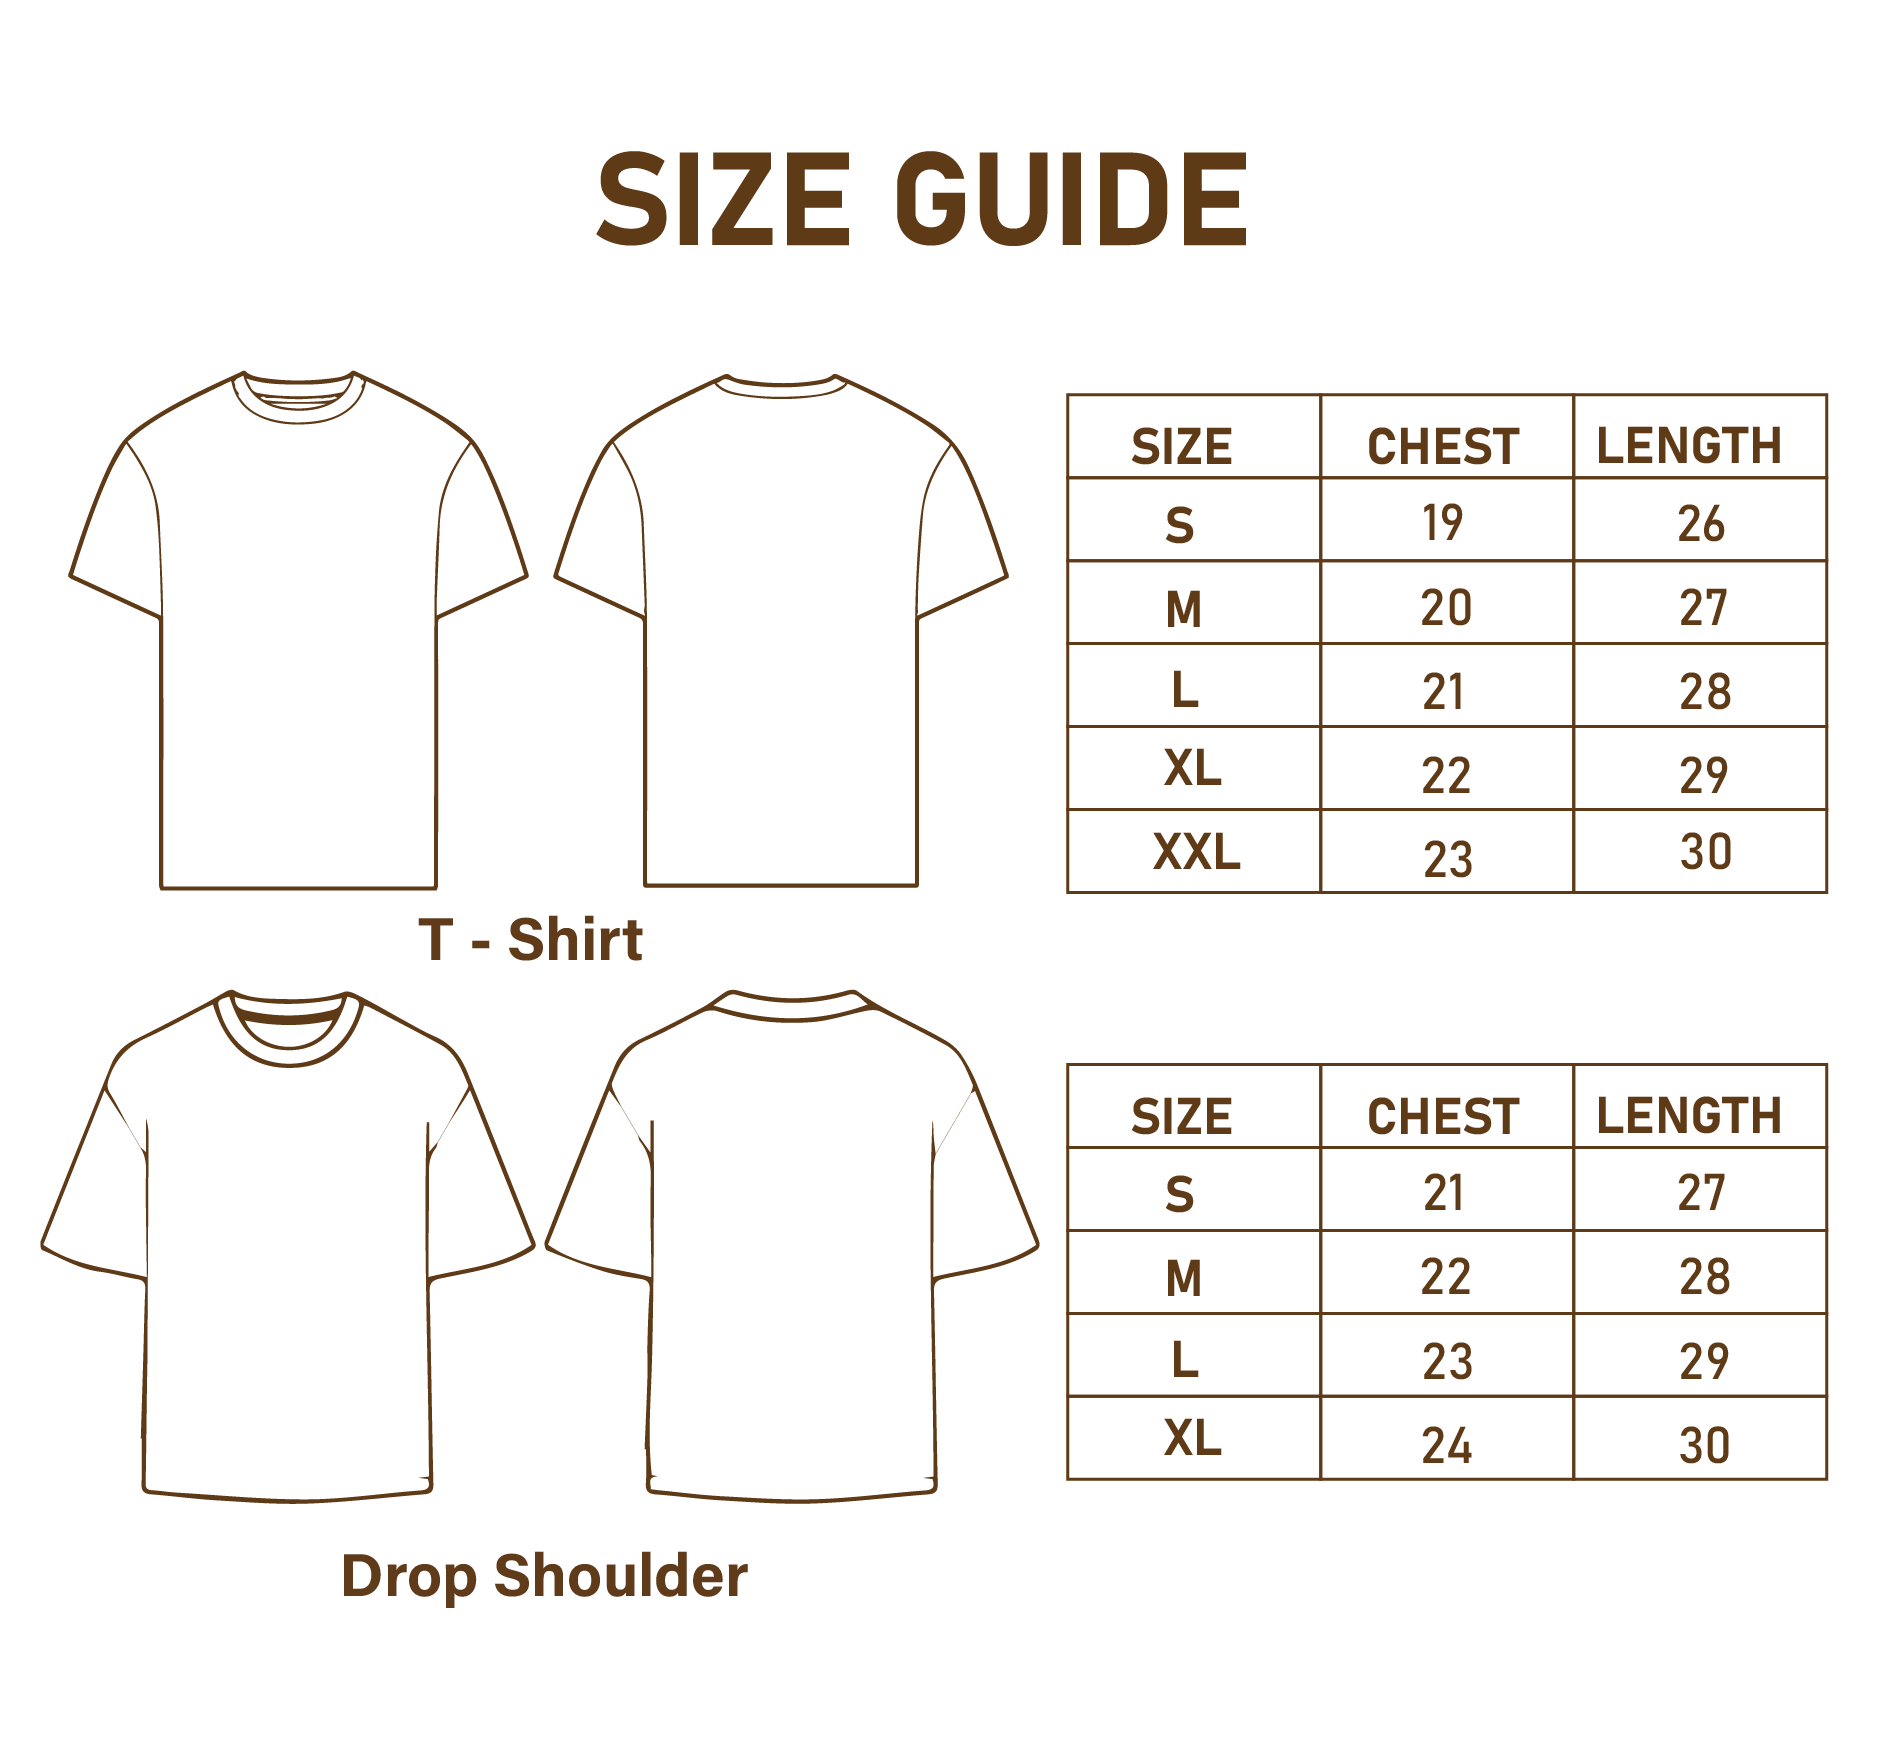 SIZE GUIDE
SIZE CHEST LENGTH
S 19 26
M 20 27
L 21 28
XL 22 29
XXL 23 30
T - Shirt
SIZE CHEST LENGTH
S 21 27
M 22 28
L 23 29
XL 24 30
Drop Shoulder